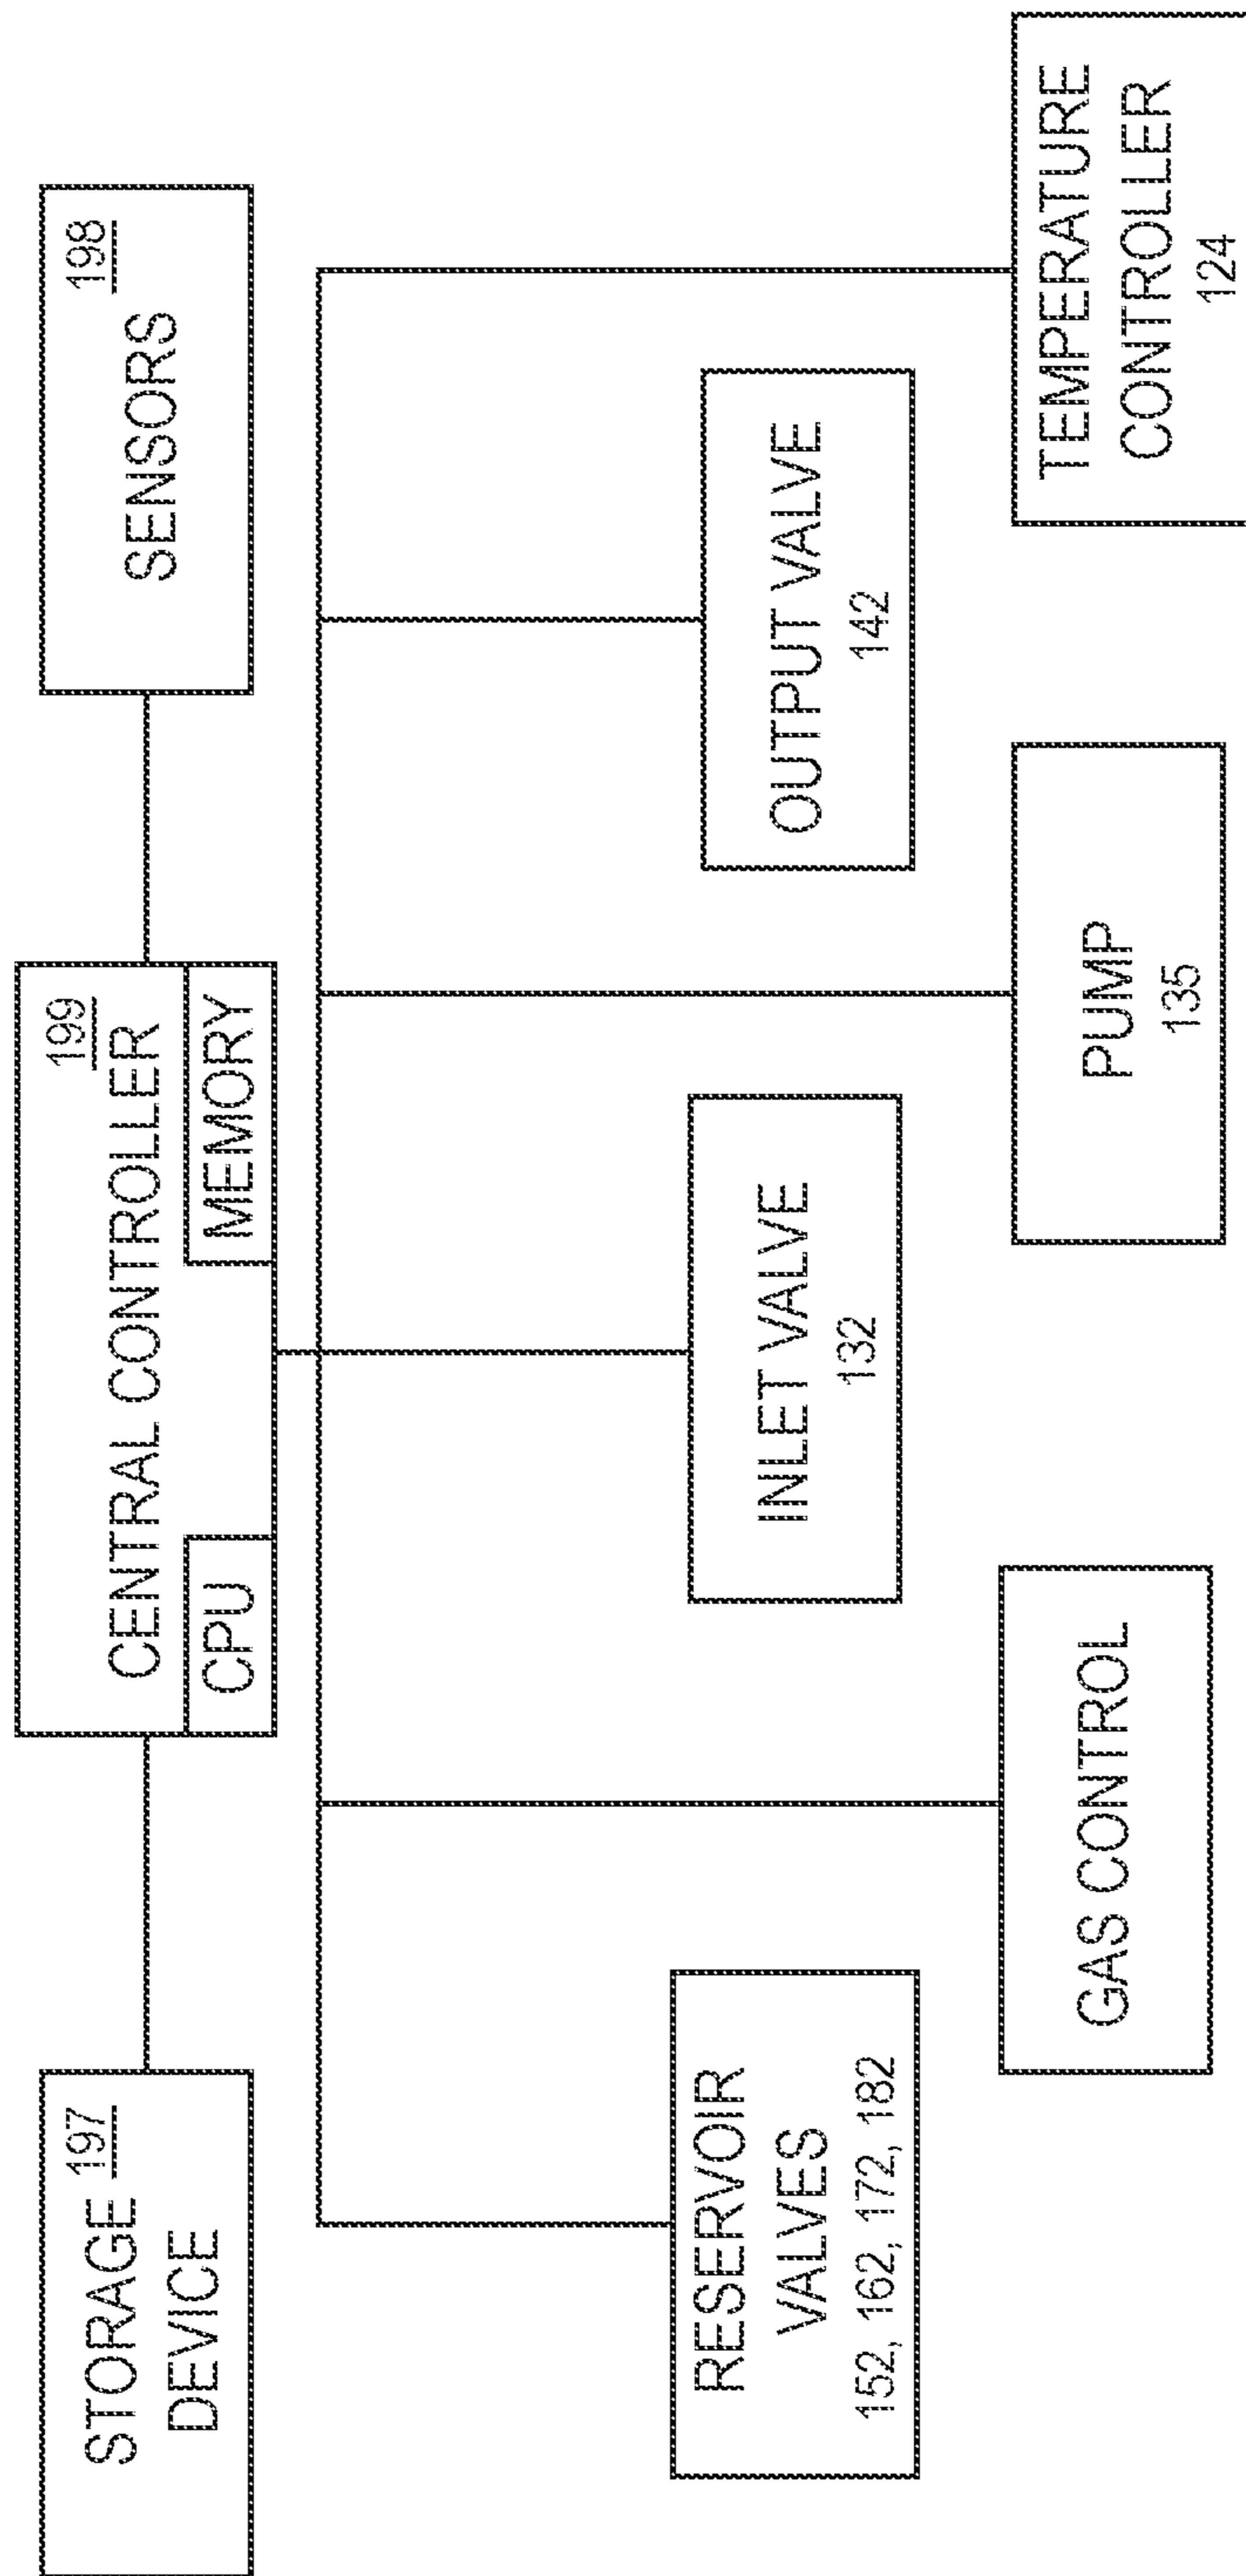 STORAGE 197
DEVICE
199
CENTRAL CONTROLLER
CPU
MEMORY
198
SENSORS
RESERVOIR
VALVES
152, 162, 172, 182
GAS CONTROL
INLET VALVE
132
PUMP
135
OUTPUT VALVE
142
TEMPERATURE
CONTROLLER
124